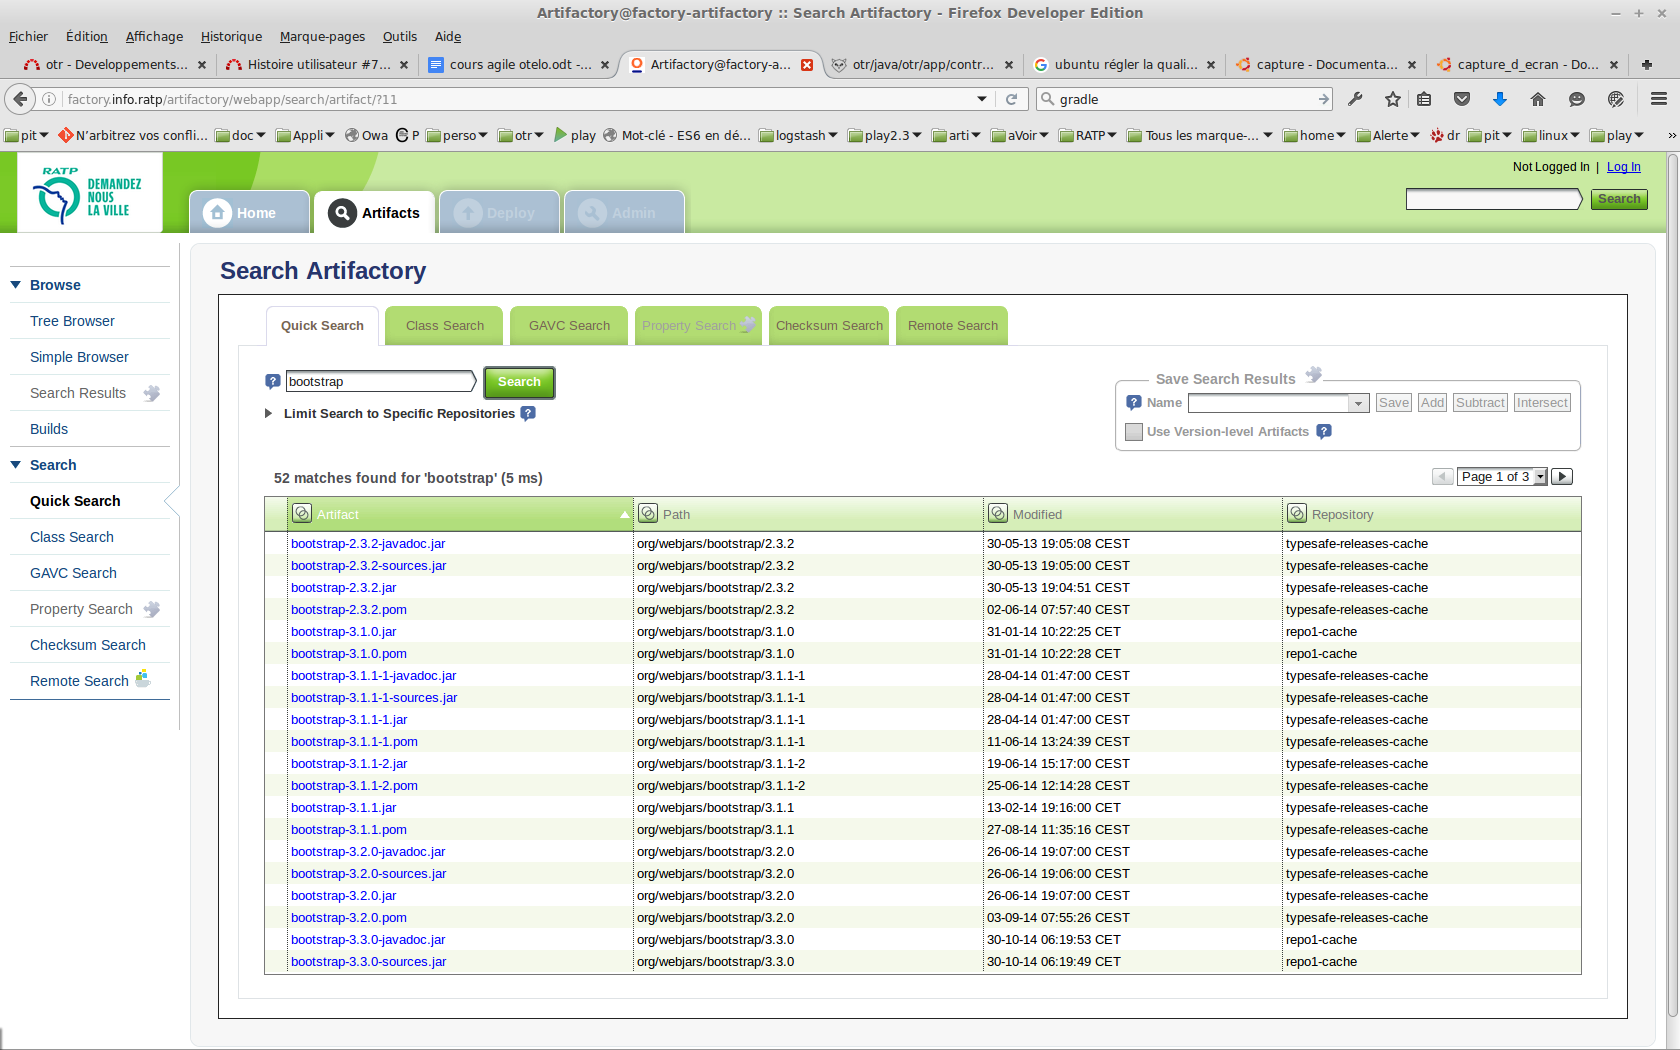 Artifactory@factory-artifactory :: Search Artifactory - Firefox Developer Edition
Fichier Édition Affichage Historique Marque-pages Outils Aide
otr - Developpements... Histoire utilisateur #7... cours agile otelo.odt -... Artifactory@factory-a... otr/java/otr/app/contr... ubuntu régler la quali... capture - Documenta... capture_d_ecran - Do...
factory.info.ratp/artifactory/webapp/search/artifact/?11 gradle
pit N'arbitrez vos confli... doc Appli Owa P perso otr play Mot-clé - ES6 en dé... logstash play2.3 arti aVoir RATP Tous les marque-... home Alerte dr pit linux play »
Not Logged In | Log In
RATP
DEMANDEZ
NOUS
LA VILLE
Home Artifacts Deploy Admin
Search
Browse
Tree Browser
Simple Browser
Search Results
Builds
Search
Quick Search
Class Search
GAVC Search
Property Search
Checksum Search
Remote Search
Search Artifactory
Quick Search Class Search GAVC Search Property Search Checksum Search Remote Search
? bootstrap Search
Limit Search to Specific Repositories ?
Save Search Results
? Name Save Add Subtract Intersect
Use Version-level Artifacts ?
52 matches found for 'bootstrap' (5 ms)
Page 1 of 3
Artifact Path Modified Repository
bootstrap-2.3.2-javadoc.jar org/webjars/bootstrap/2.3.2 30-05-13 19:05:08 CEST typesafe-releases-cache
bootstrap-2.3.2-sources.jar org/webjars/bootstrap/2.3.2 30-05-13 19:05:00 CEST typesafe-releases-cache
bootstrap-2.3.2.jar org/webjars/bootstrap/2.3.2 30-05-13 19:04:51 CEST typesafe-releases-cache
bootstrap-2.3.2.pom org/webjars/bootstrap/2.3.2 02-06-14 07:57:40 CEST typesafe-releases-cache
bootstrap-3.1.0.jar org/webjars/bootstrap/3.1.0 31-01-14 10:22:25 CET repo1-cache
bootstrap-3.1.0.pom org/webjars/bootstrap/3.1.0 31-01-14 10:22:28 CET repo1-cache
bootstrap-3.1.1-1-javadoc.jar org/webjars/bootstrap/3.1.1-1 28-04-14 01:47:00 CEST typesafe-releases-cache
bootstrap-3.1.1-1-sources.jar org/webjars/bootstrap/3.1.1-1 28-04-14 01:47:00 CEST typesafe-releases-cache
bootstrap-3.1.1-1.jar org/webjars/bootstrap/3.1.1-1 28-04-14 01:47:00 CEST typesafe-releases-cache
bootstrap-3.1.1-1.pom org/webjars/bootstrap/3.1.1-1 11-06-14 13:24:39 CEST typesafe-releases-cache
bootstrap-3.1.1-2.jar org/webjars/bootstrap/3.1.1-2 19-06-14 15:17:00 CEST typesafe-releases-cache
bootstrap-3.1.1-2.pom org/webjars/bootstrap/3.1.1-2 25-06-14 12:14:28 CEST typesafe-releases-cache
bootstrap-3.1.1.jar org/webjars/bootstrap/3.1.1 13-02-14 19:16:00 CET typesafe-releases-cache
bootstrap-3.1.1.pom org/webjars/bootstrap/3.1.1 27-08-14 11:35:16 CEST typesafe-releases-cache
bootstrap-3.2.0-javadoc.jar org/webjars/bootstrap/3.2.0 26-06-14 19:07:00 CEST typesafe-releases-cache
bootstrap-3.2.0-sources.jar org/webjars/bootstrap/3.2.0 26-06-14 19:06:00 CEST typesafe-releases-cache
bootstrap-3.2.0.jar org/webjars/bootstrap/3.2.0 26-06-14 19:07:00 CEST typesafe-releases-cache
bootstrap-3.2.0.pom org/webjars/bootstrap/3.2.0 03-09-14 07:55:26 CEST typesafe-releases-cache
bootstrap-3.3.0-javadoc.jar org/webjars/bootstrap/3.3.0 30-10-14 06:19:53 CET repo1-cache
bootstrap-3.3.0-sources.jar org/webjars/bootstrap/3.3.0 30-10-14 06:19:49 CET repo1-cache